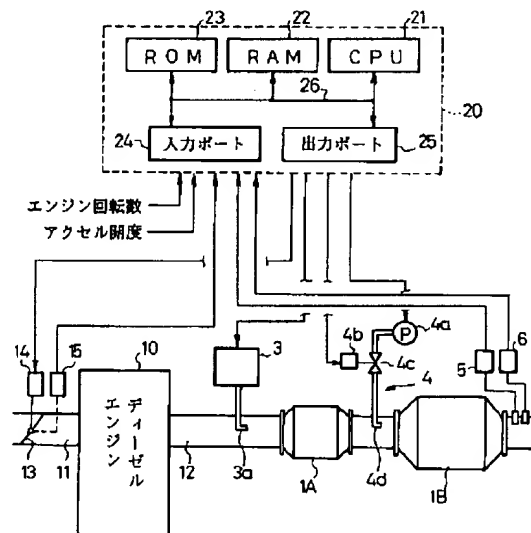 23 22 21
ROM RAM CPU
26
20
24 入力ポート 出力ポート 25
エンジン回転数
アクセル開度
14 15 10 3 4b 4a P 4c 4 5 6
ディーゼル
エンジン
13 11 12 3a 1A 4d 1B